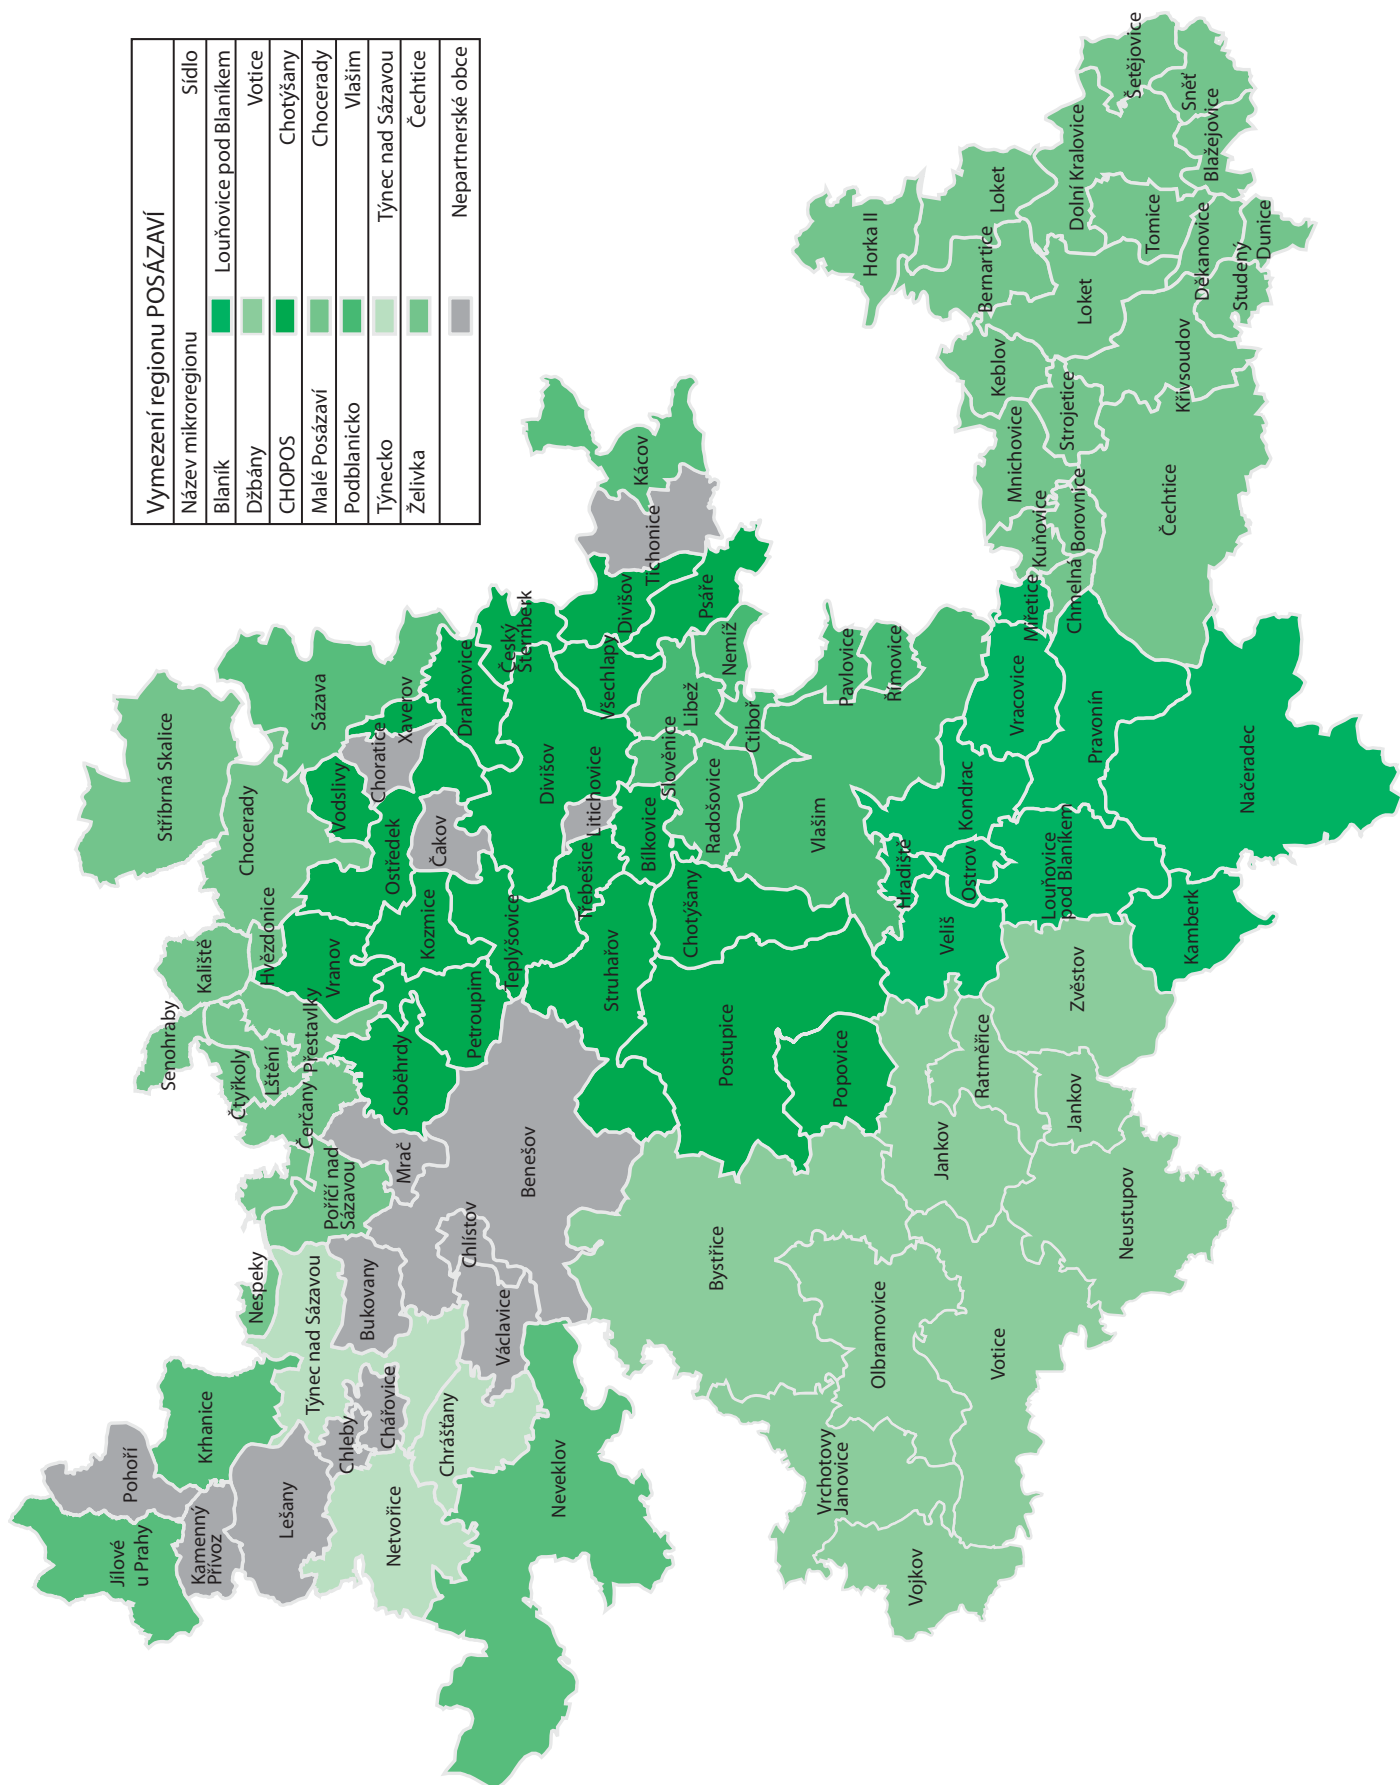 Vymezení regionu POSÁZAVÍ
Název mikroregionu Sídlo
Blaník Louňovice pod Blaníkem
Džbány Votice
CHOPOS Chotýšany
Malé Posázaví Chocerady
Podblanicko Vlašim
Týnecko Týnec nad Sázavou
Želivka Čechtice
Nepartnerské obce
Jílové
u Prahy
Pohoří
Kamenný
Přívoz
Krhanice
Lešany
Nespeky
Týnec nad Sázavou
Chleby
Chářovice
Bukovany
Netvořice
Chrášťany
Václavice
Chlístov
Neveklov
Benešov
Mrač
Poříčí nad
Sázavou
Čerčany
Čtyřkoly
Lštění
Přestavlky
Senohraby
Kaliště
Hvězdonice
Chocerady
Stříbrná Skalice
Sázava
Vranov
Soběhrdy
Petroupim
Kozmice
Ostředek
Vodslivy
Choratice
Xaverov
Čakov
Drahňovice
Český
Šternberk
Teplýšovice
Divišov
Třebešice
Litichovice
Všechlapy
Divišov
Tichonice
Kácov
Psáře
Struhařov
Bílkovice
Slověnice
Libež
Nemíž
Chotýšany
Radošovice
Ctiboř
Postupice
Popovice
Vlašim
Pavlovice
Řimovice
Bystřice
Olbramovice
Vrchotovy
Janovice
Vojkov
Votice
Jankov
Ratměřice
Jankov
Neustupov
Zvěstov
Veliš
Hradiště
Ostrov
Kondrac
Vracovice
Louňovice
pod Blaníkem
Pravonín
Kamberk
Načeradec
Miřetice
Kuňovice
Chmelná
Borovnice
Mnichovice
Strojetice
Keblov
Čechtice
Křivsoudov
Loket
Bernartice
Horka II
Loket
Dolní Kralovice
Tomice
Děkanovice
Studený
Dunice
Blažejovice
Sněť
Šetějovice